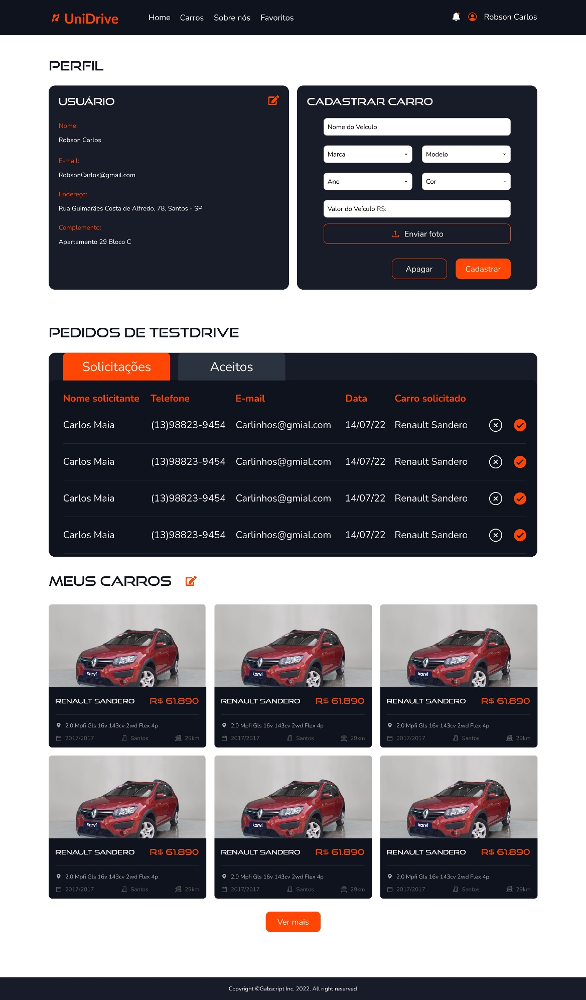 UniDrive Home Carros Sobre nós Favoritos Robson Carlos
PERFIL
USUÁRIO
Nome:
Robson Carlos
E-mail:
RobsonCarlos@gmail.com
Endereço:
Rua Guimarães Costa de Alfredo, 78, Santos - SP
Complemento:
Apartamento 29 Bloco C
CADASTRAR CARRO
Nome do Veículo
Marca Modelo
Ano Cor
Valor do Veículo R$:
Enviar foto
Apagar Cadastrar
PEDIDOS DE TESTDRIVE
Solicitações Aceitos
Nome solicitante Telefone E-mail Data Carro solicitado
Carlos Maia (13)98823-9454 Carlinhos@gmial.com 14/07/22 Renault Sandero
Carlos Maia (13)98823-9454 Carlinhos@gmial.com 14/07/22 Renault Sandero
Carlos Maia (13)98823-9454 Carlinhos@gmial.com 14/07/22 Renault Sandero
Carlos Maia (13)98823-9454 Carlinhos@gmial.com 14/07/22 Renault Sandero
MEUS CARROS
karvi karvi karvi
RENAULT SANDERO R$ 61.890 RENAULT SANDERO R$ 61.890 RENAULT SANDERO R$ 61.890
2.0 Mpfi Gls 16v 143cv 2wd Flex 4p 2.0 Mpfi Gls 16v 143cv 2wd Flex 4p 2.0 Mpfi Gls 16v 143cv 2wd Flex 4p
2017/2017 Santos 29km 2017/2017 Santos 29km 2017/2017 Santos 29km
karvi karvi karvi
RENAULT SANDERO R$ 61.890 RENAULT SANDERO R$ 61.890 RENAULT SANDERO R$ 61.890
2.0 Mpfi Gls 16v 143cv 2wd Flex 4p 2.0 Mpfi Gls 16v 143cv 2wd Flex 4p 2.0 Mpfi Gls 16v 143cv 2wd Flex 4p
2017/2017 Santos 29km 2017/2017 Santos 29km 2017/2017 Santos 29km
Ver mais
Copyright ©Gabscript Inc. 2022. All right reserved